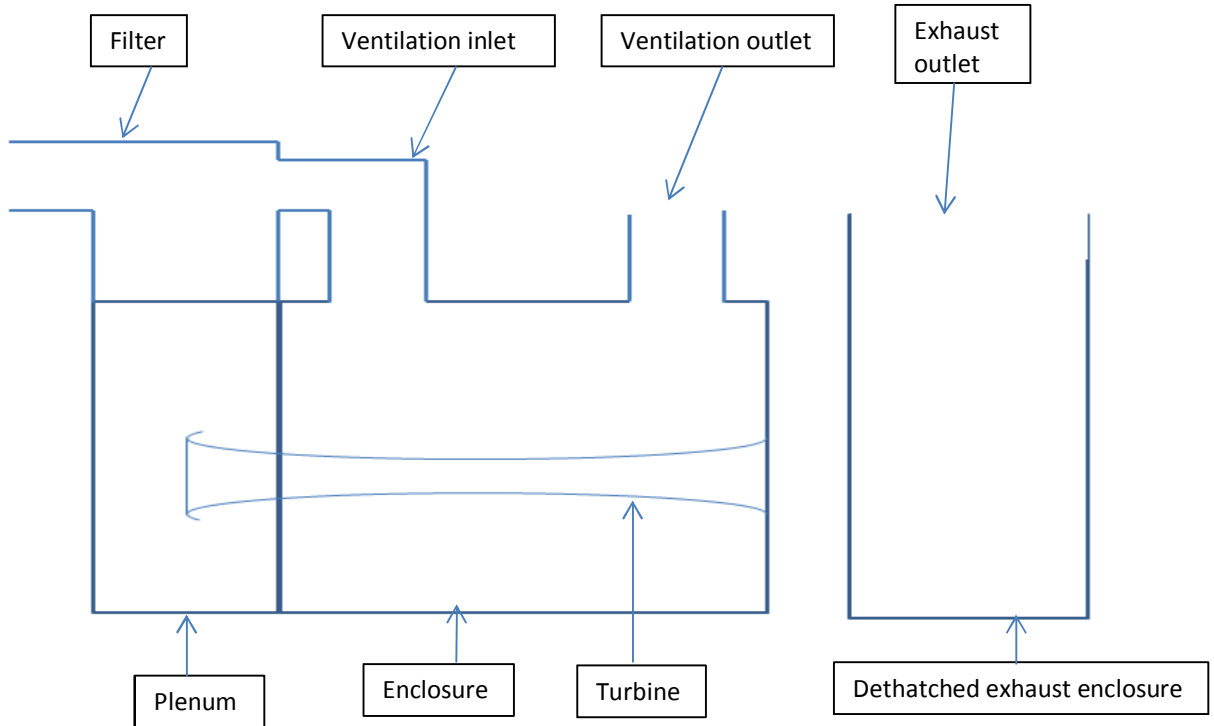 Filter
Ventilation inlet
Ventilation outlet
Exhaust
outlet
Plenum
Enclosure
Turbine
Dethatched exhaust enclosure